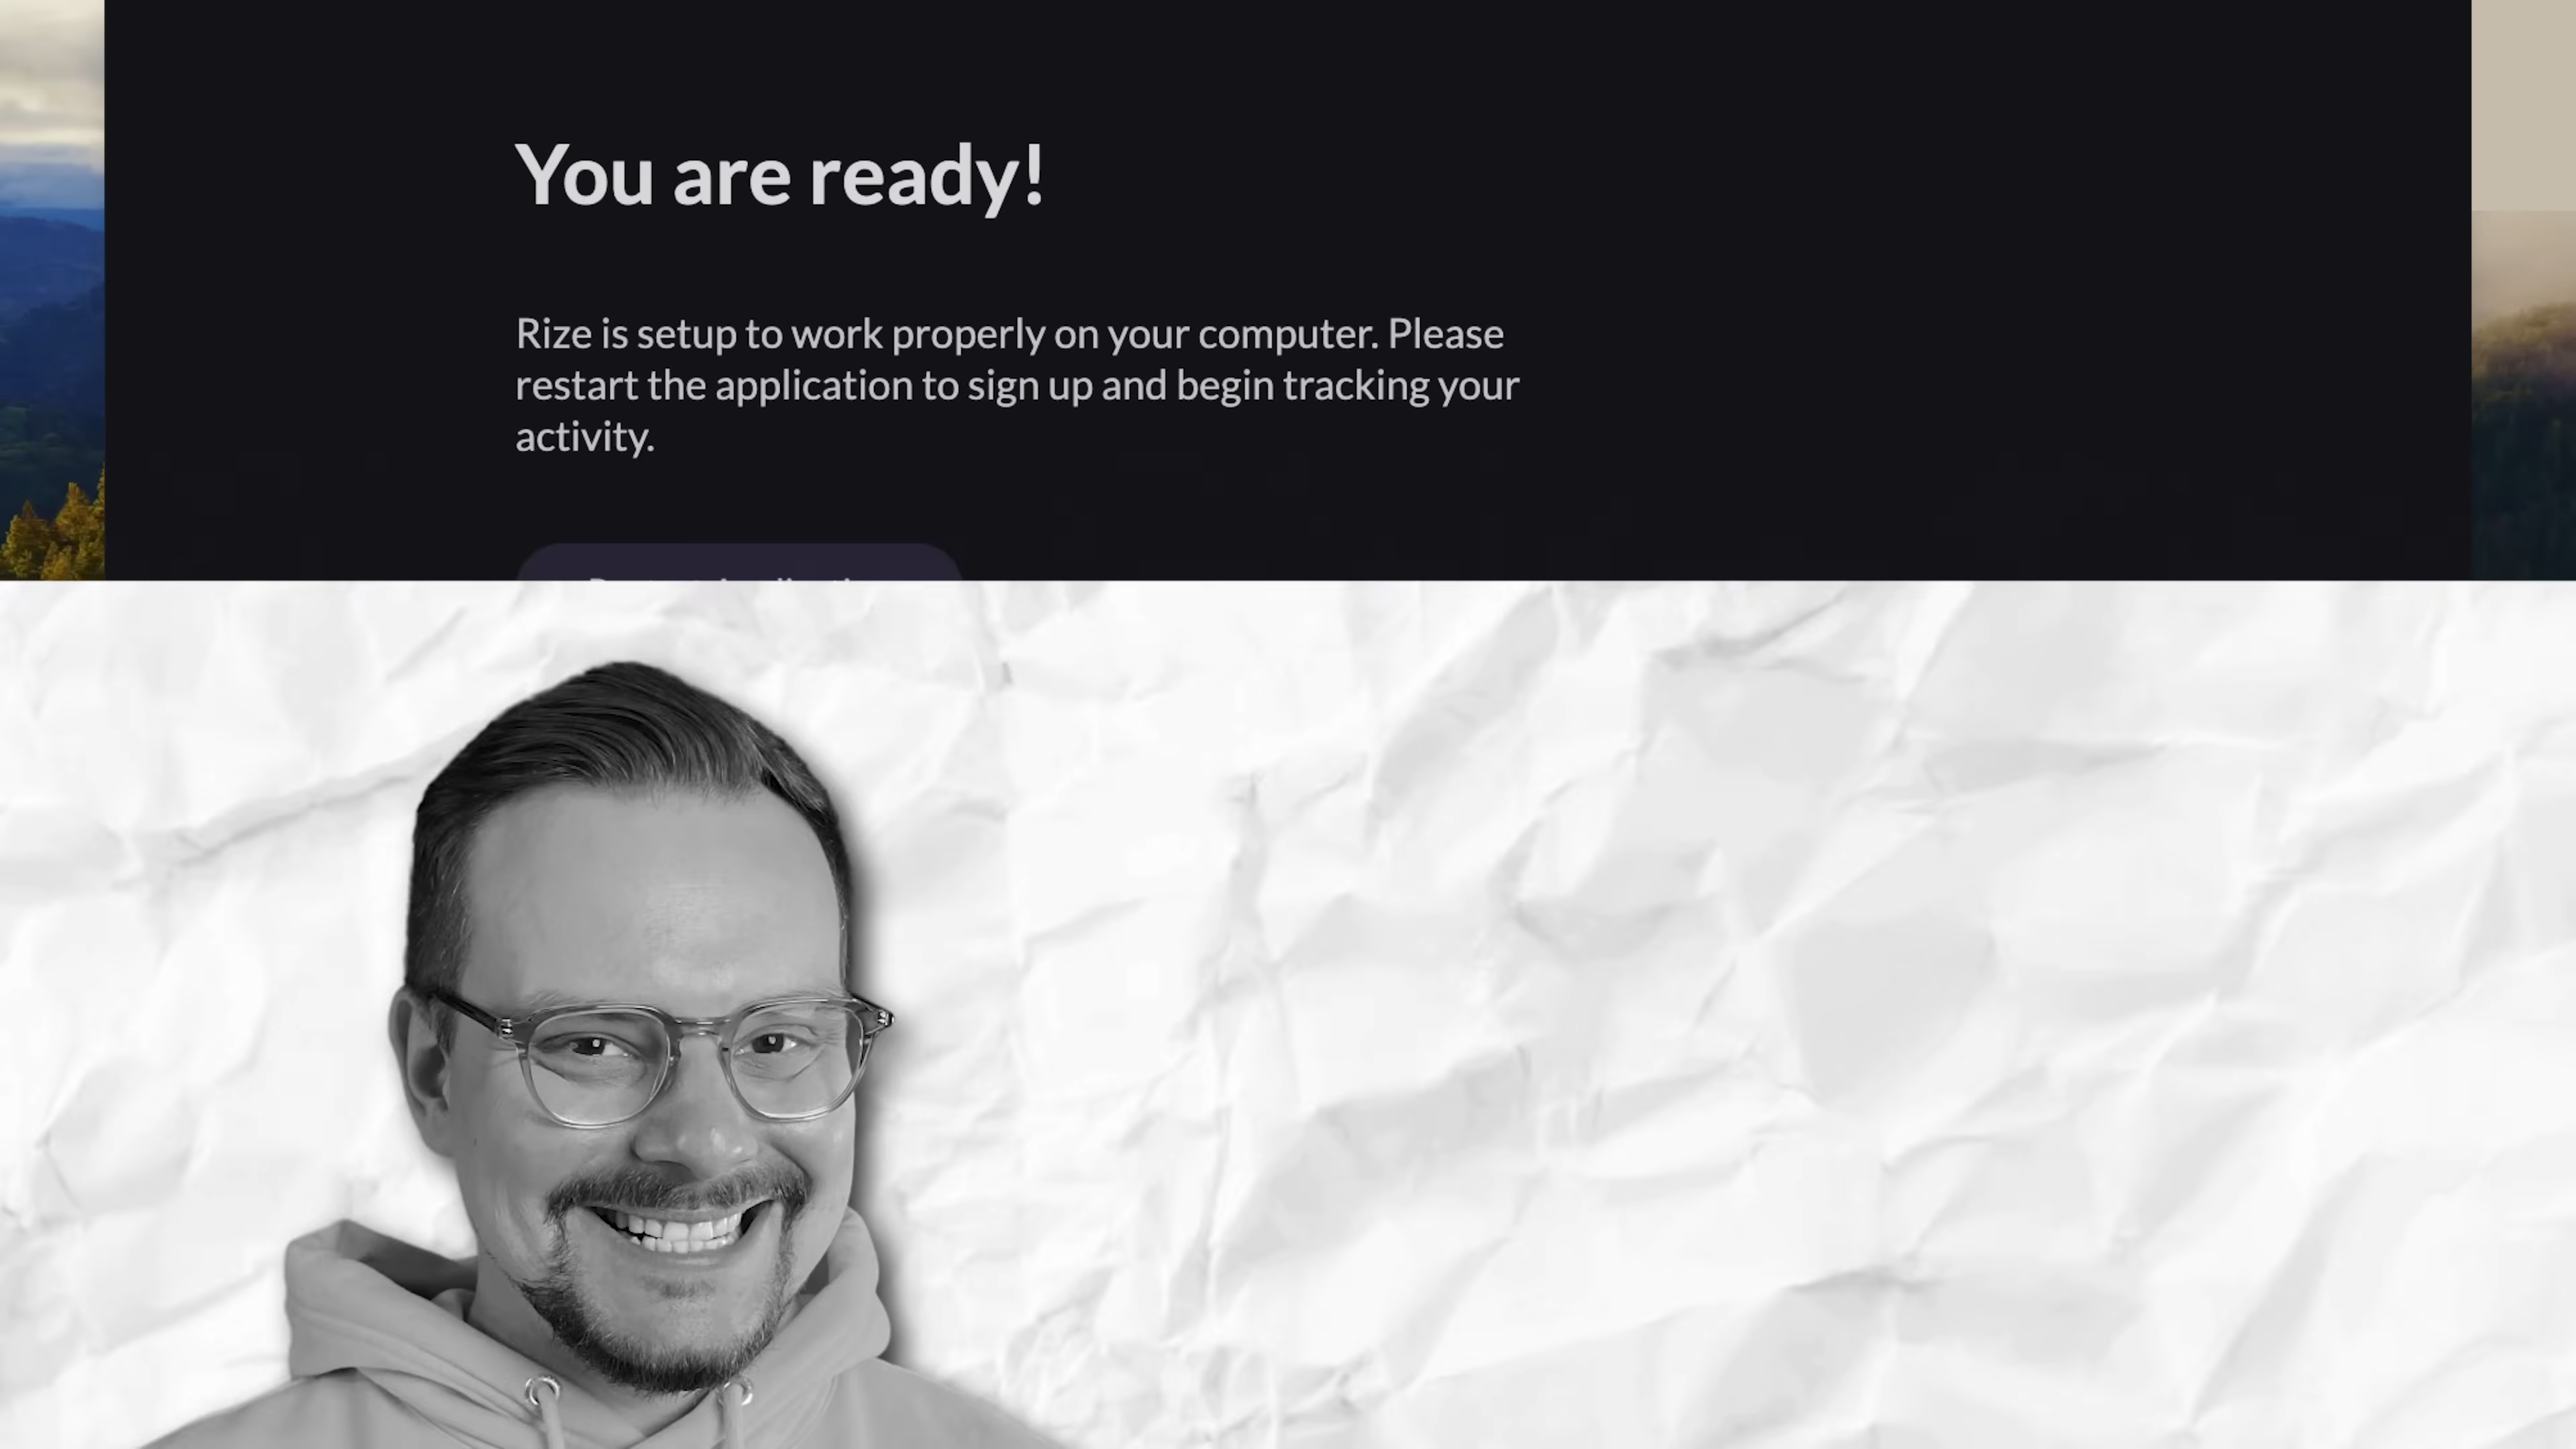 You are ready!
Rize is setup to work properly on your computer. Please
restart the application to sign up and begin tracking your
activity.